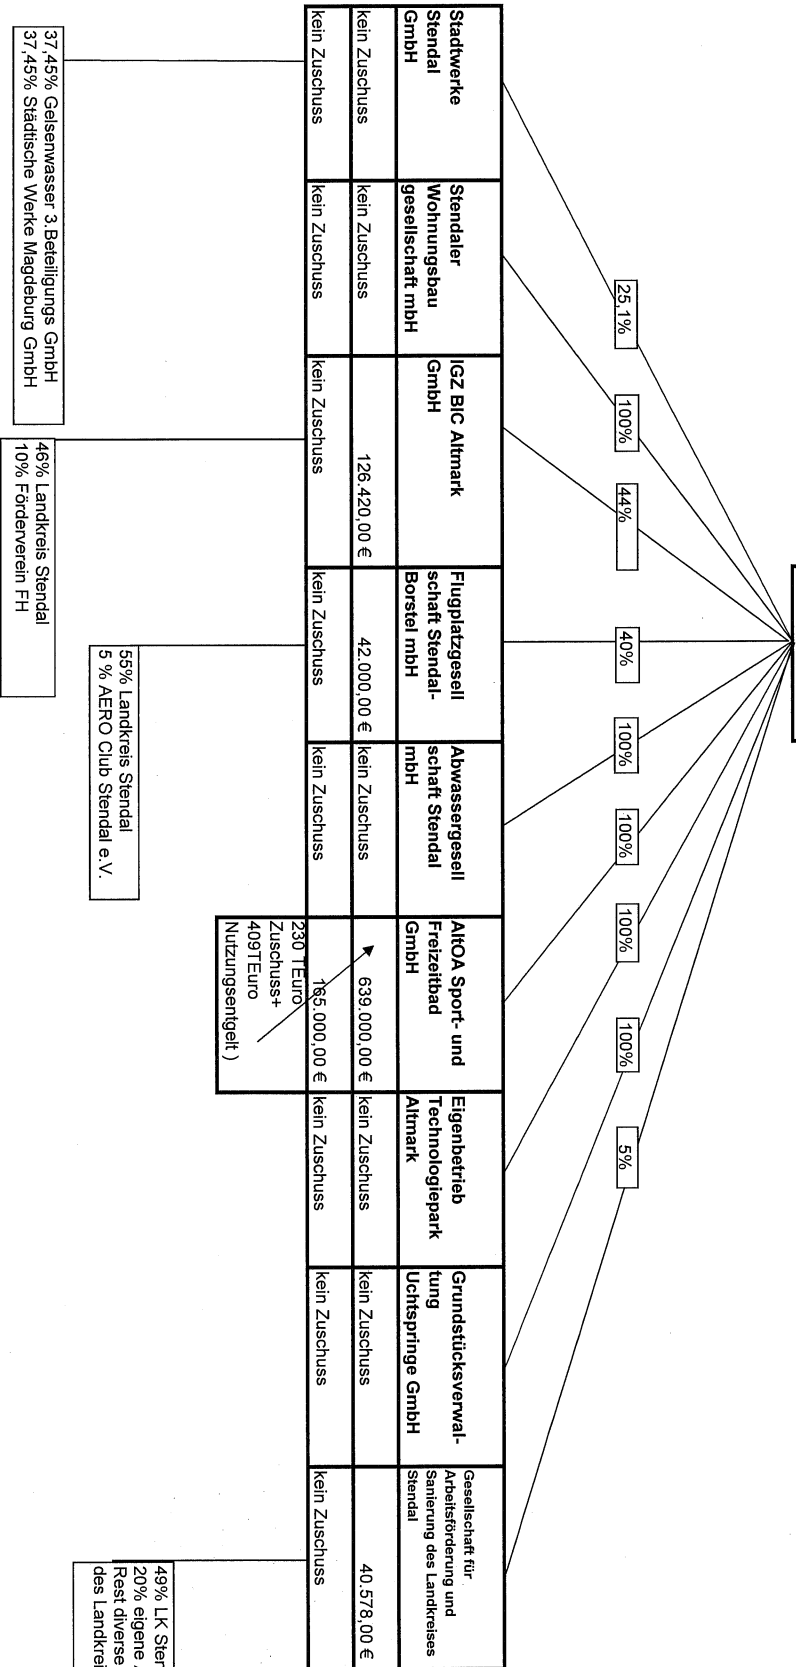 25,1%
100%
44%
40%
100%
100%
100%
100%
5%
Stadtwerke
Stendal
GmbH
Stendaler
Wohnungsbau
gesellschaft mbH
IGZ BIC Altmark
GmbH
Flugplatzgesell
schaft Stendal-
Borstel mbH
Abwassergesell
schaft Stendal
mbH
AltOA Sport- und
Freizeitbad
GmbH
Eigenbetrieb
Technologiepark
Altmark
Grundstücksverwal-
tung
Uchtspringe GmbH
Gesellschaft für
Arbeitsförderung und
Sanierung des Landkreises
Stendal
kein Zuschuss
kein Zuschuss
126.420,00 €
42.000,00 €
kein Zuschuss
639.000,00 €
kein Zuschuss
kein Zuschuss
40.578,00 €
kein Zuschuss
kein Zuschuss
kein Zuschuss
kein Zuschuss
kein Zuschuss
165.000,00 €
kein Zuschuss
kein Zuschuss
kein Zuschuss
230 TEuro
Zuschuss+
409TEuro
Nutzungsentgelt )
37,45% Gelsenwasser 3.Beteiligungs GmbH
37,45% Städtische Werke Magdeburg GmbH
46% Landkreis Stendal
10% Förderverein FH
55% Landkreis Stendal
5 % AERO Club Stendal e.V.
49% LK
20% eigene
Rest diverse
des